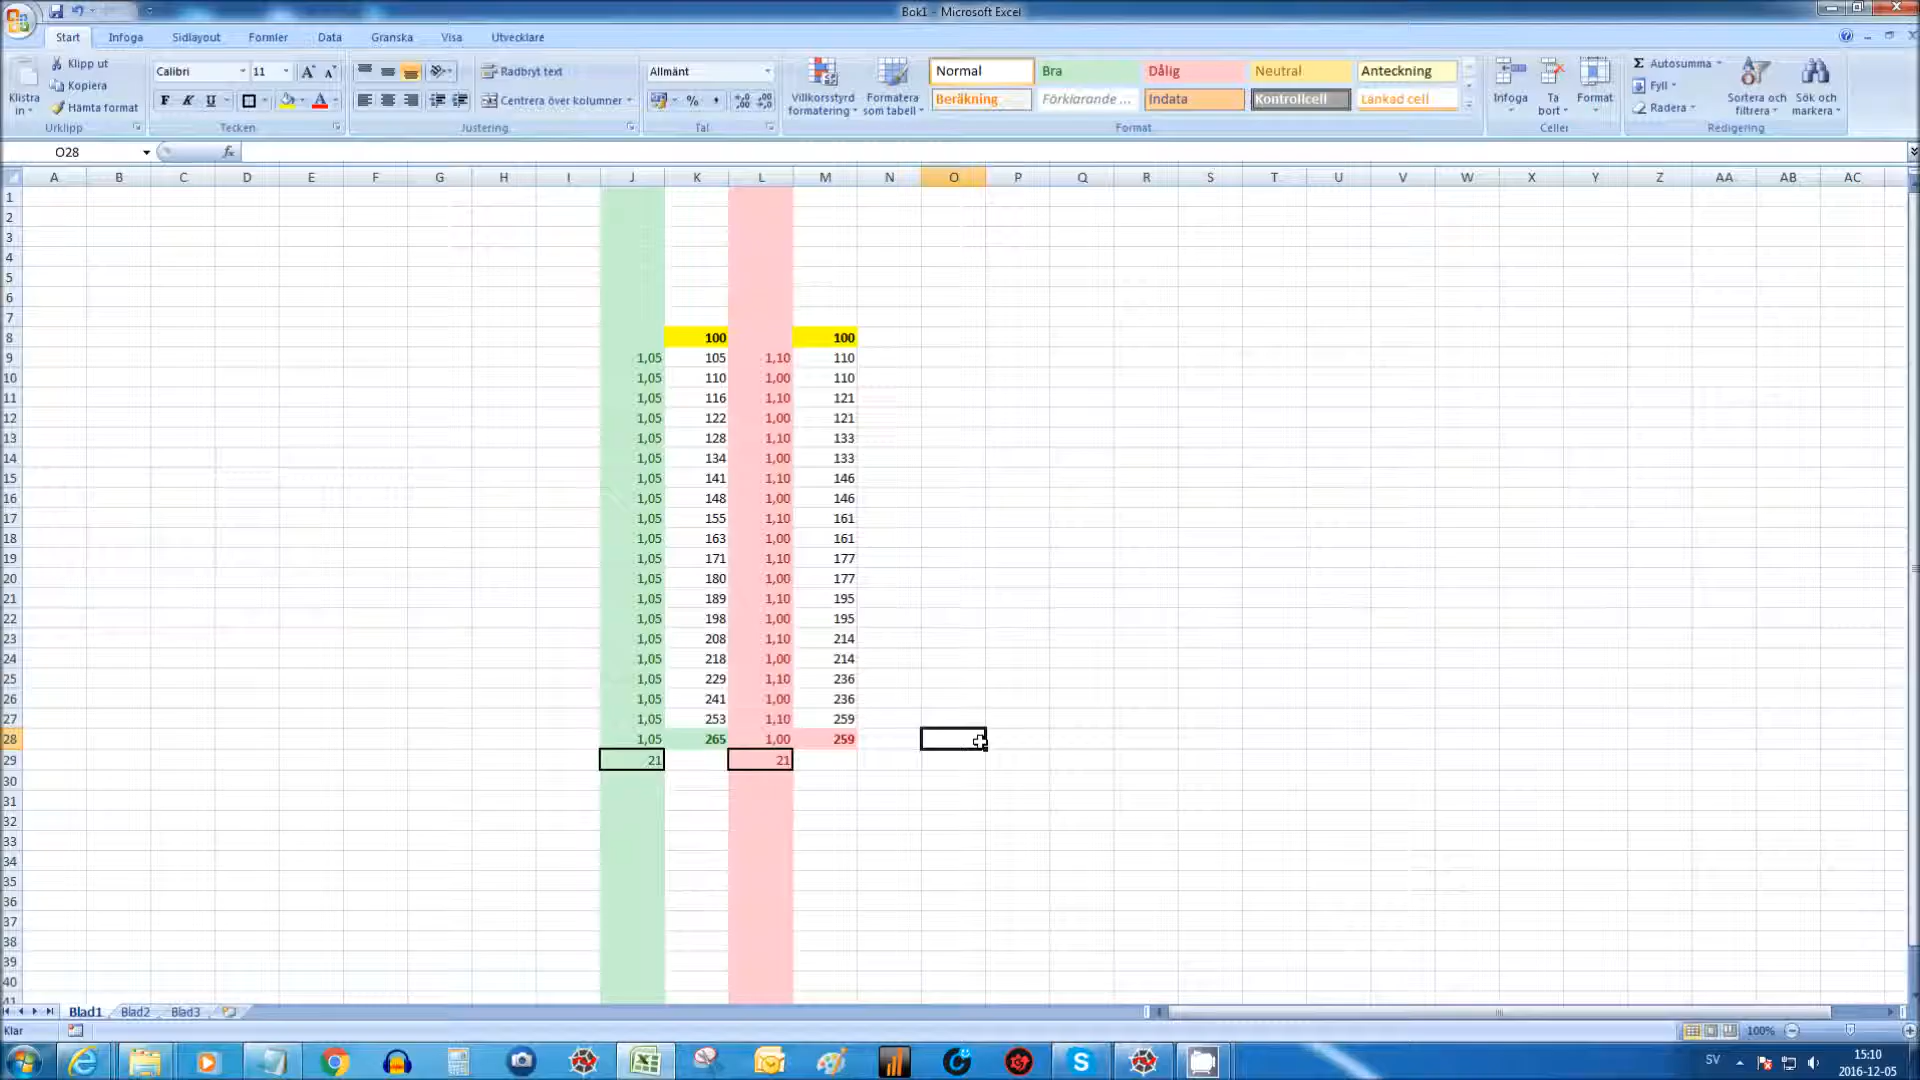 Bok1 - Microsoft Excel
Start Infoga Sidlayout Formler Data Granska Visa Utvecklare
Klipp ut
Kopiera
Hämta format
Klistra in
Urklipp
Calibri 11
F K U
Tecken
Radbryt text
Centrera över kolumner
Justering
Allmänt
%
Tal
Villkorsstyrd formatering
Formatera som tabell
Normal Bra Dålig Neutral Anteckning
Beräkning Förklarande ... Indata Kontrollcell Länkad cell
Format
Infoga Ta bort Format
Celler
Σ Autosumma
Fyll
Radera
Sortera och filtrera
Sök och markera
Redigering
O28 fx
A B C D E F G H I J K L M N O P Q R S T U V W X Y Z AA AB AC
1
2
3
4
5
6
7
8 100 100
9 1,05 105 1,10 110
10 1,05 110 1,00 110
11 1,05 116 1,10 121
12 1,05 122 1,00 121
13 1,05 128 1,10 133
14 1,05 134 1,00 133
15 1,05 141 1,10 146
16 1,05 148 1,00 146
17 1,05 155 1,10 161
18 1,05 163 1,00 161
19 1,05 171 1,10 177
20 1,05 180 1,00 177
21 1,05 189 1,10 195
22 1,05 198 1,00 195
23 1,05 208 1,10 214
24 1,05 218 1,00 214
25 1,05 229 1,10 236
26 1,05 241 1,00 236
27 1,05 253 1,10 259
28 1,05 265 1,00 259
29 21 21
30
31
32
33
34
35
36
37
38
39
40
41
Blad1 Blad2 Blad3
Klar 100%
SV 15:10
2016-12-05